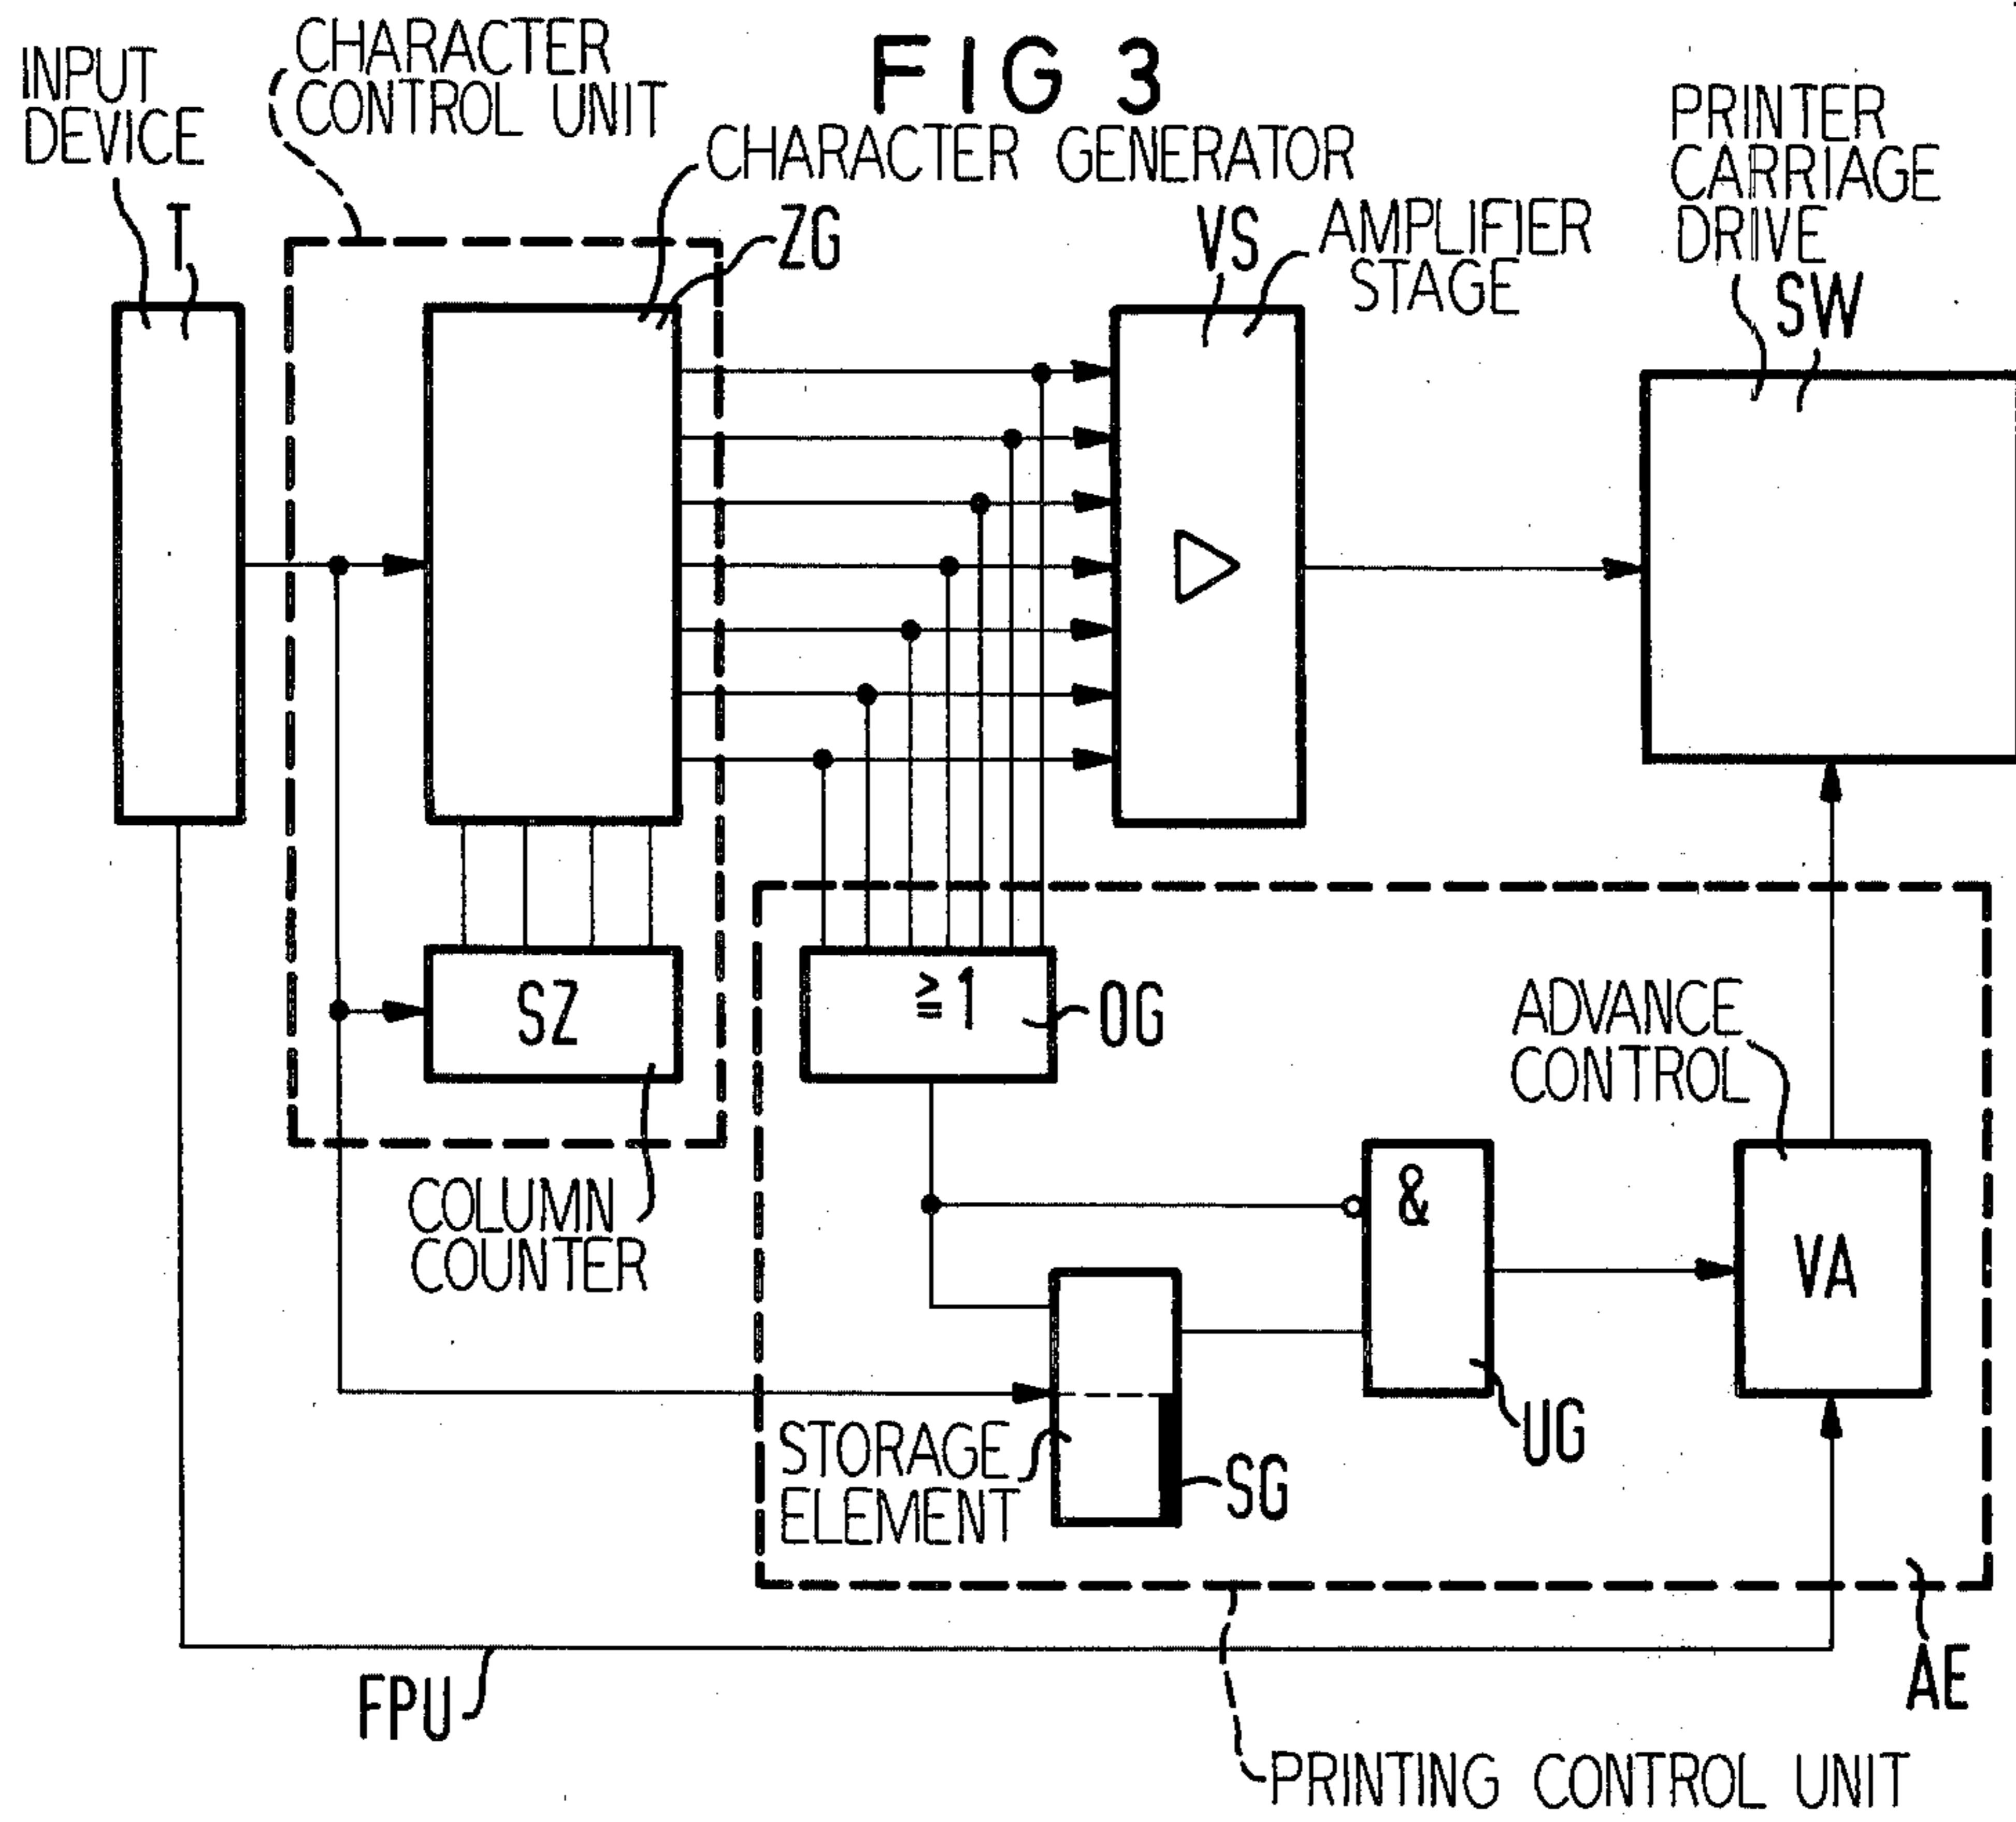 FIG 3
INPUT
DEVICE
T
CHARACTER
CONTROL UNIT
CHARACTER GENERATOR
ZG
VS
AMPLIFIER
STAGE
PRINTER
CARRIAGE
DRIVE
SW
SZ
≧1
OG
COLUMN
COUNTER
ADVANCE
CONTROL
&
VA
UG
STORAGE
ELEMENT
SG
FPU
AE
PRINTING CONTROL UNIT